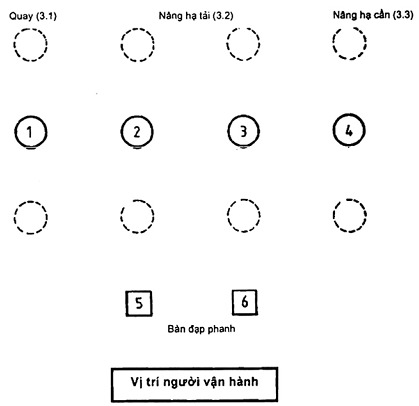 Quay (3.1) Nâng hạ tải (3.2) Nâng hạ cần (3.3)
1 2 3 4
5 6
Bàn đạp phanh
Vị trí người vận hành